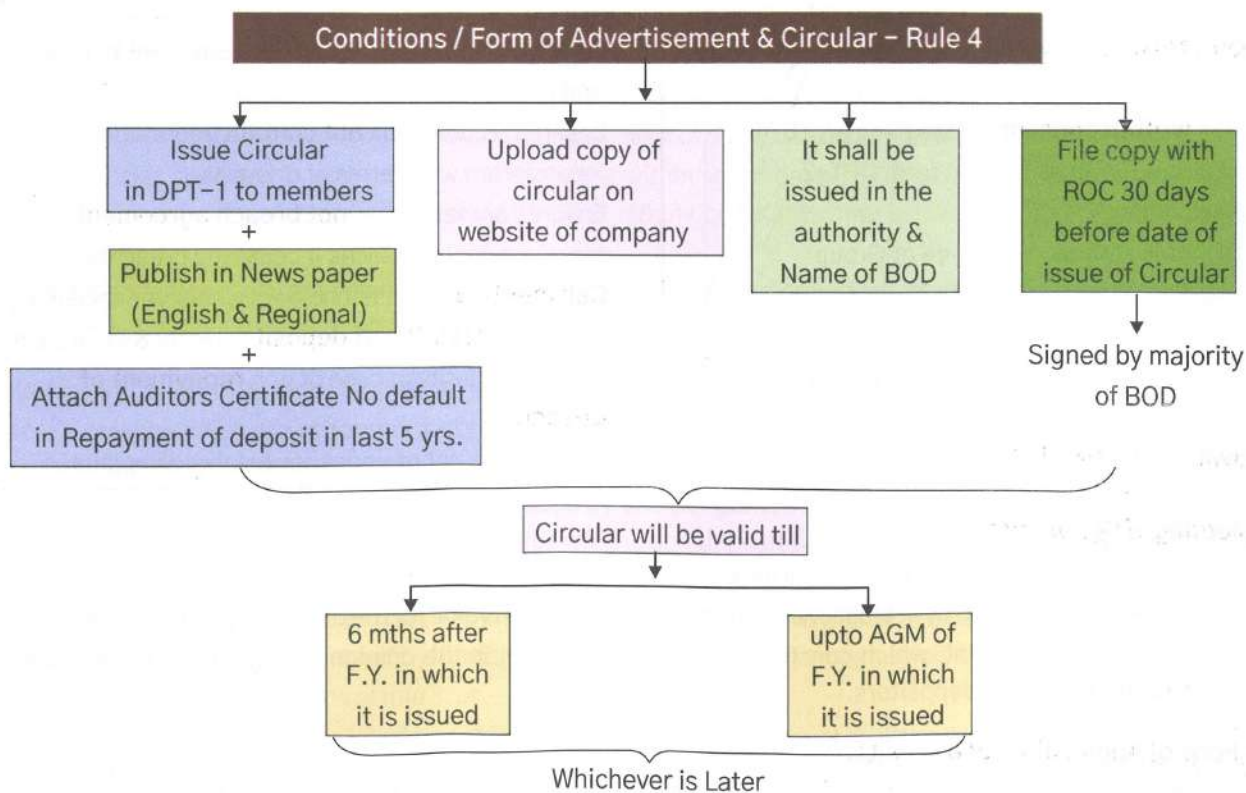 Conditions / Form of Advertisement & Circular – Rule 4
Issue Circular
in DPT–1 to members
+
Publish in News paper
(English & Regional)
+
Attach Auditors Certificate No default
in Repayment of deposit in last 5 yrs.
Upload copy of
circular on
website of company
It shall be
issued in the
authority &
Name of BOD
File copy with
ROC 30 days
before date of
issue of Circular
Signed by majority
of BOD
Circular will be valid till
6 mths after
F.Y. in which
it is issued
upto AGM of
F.Y. in which
it is issued
Whichever is Later